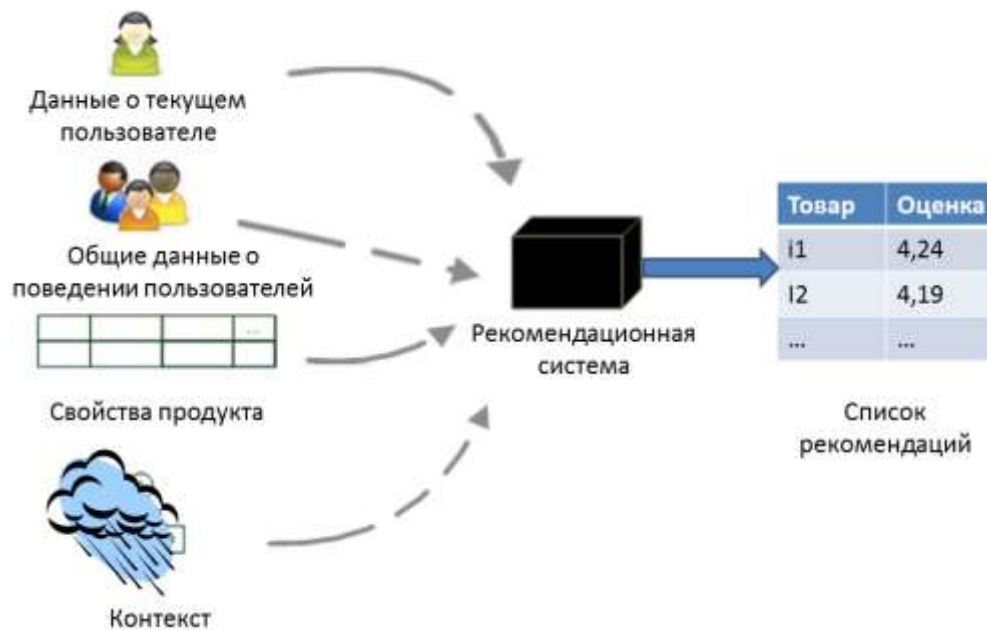 Данные о текущем
пользователе
Общие данные о
поведении пользователей
...
Свойства продукта
Контекст
Рекомендационная
система
Товар Оценка
i1 4,24
I2 4,19
... ...
Список
рекомендаций